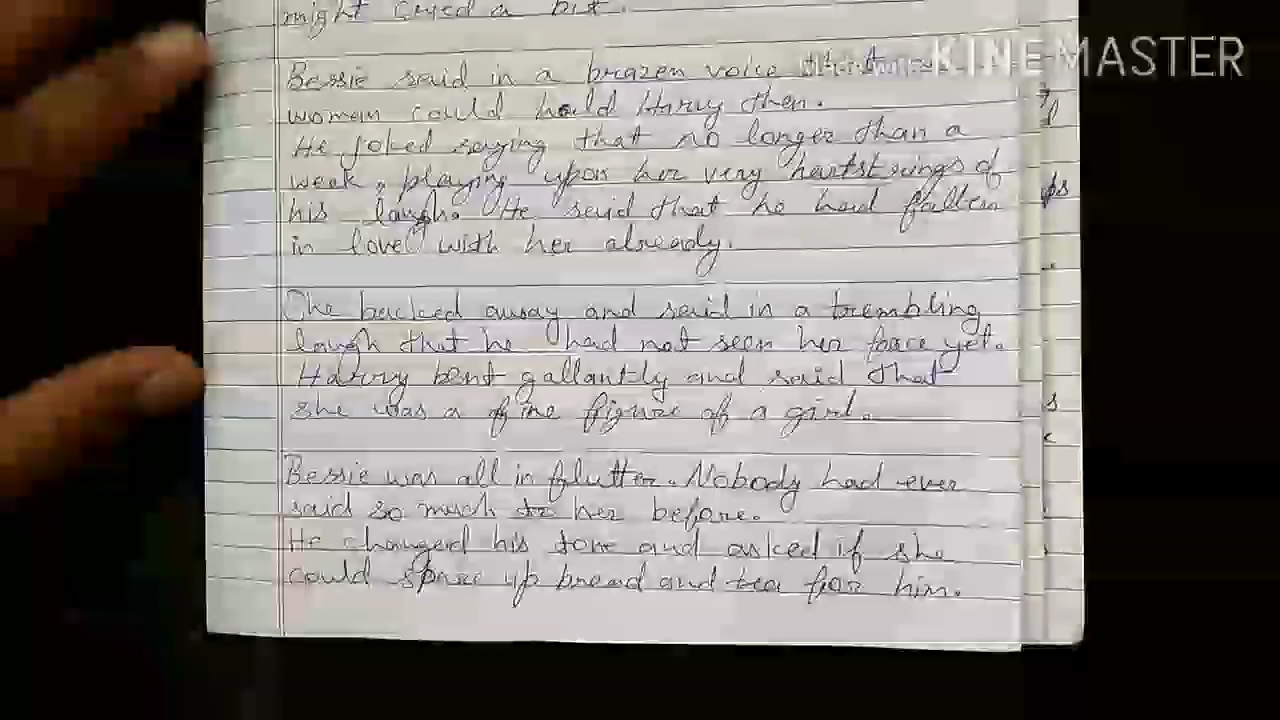 might cryed a bit.
KINEMASTER
Bessie said in a brazen voice
woman could hold Harry then.
He joked saying that no longer than a
week, playing upon her very heartstrings of
his laugh. He said that he had fallen
in love with her already.
She backed away and said in a trembling
laugh that he had not seen her face yet.
Harry bent gallantly and said that
she was a fine figure of a girl.
Bessie was all in flutter. Nobody had ever
said so much to her before.
He changed his tone and asked if she
could spare up bread and tea for him.